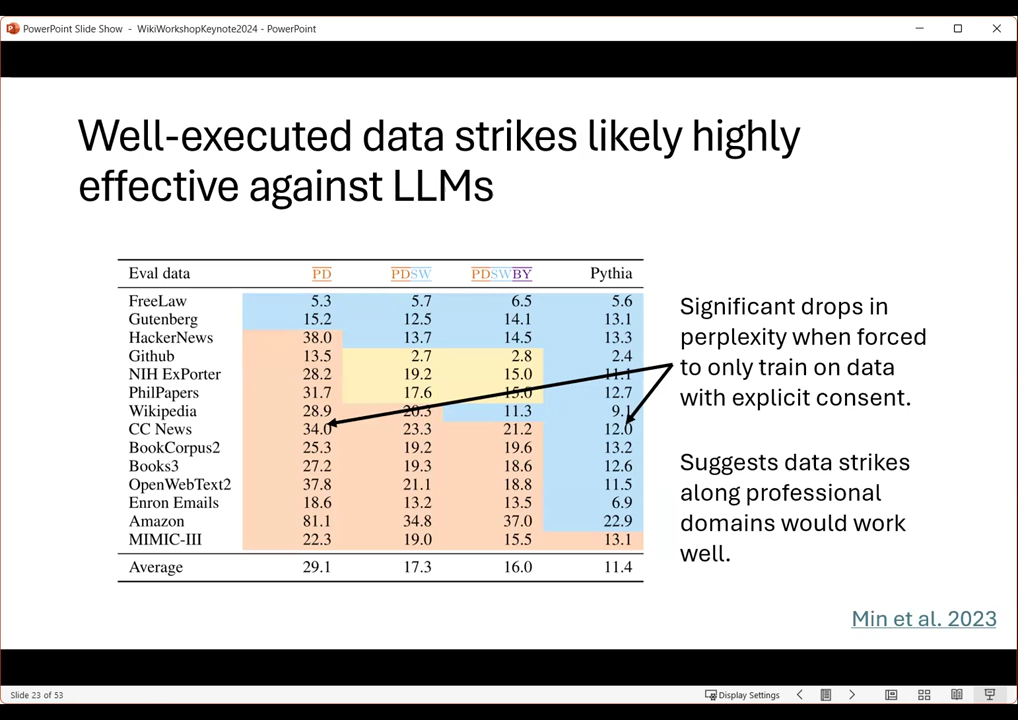 PowerPoint Slide Show - WikiWorkshopKeynote2024 - PowerPoint
Well-executed data strikes likely highly
effective against LLMs
Eval data PD PDSW PDSWBY Pythia
FreeLaw 5.3 5.7 6.5 5.6
Gutenberg 15.2 12.5 14.1 13.1
HackerNews 38.0 13.7 14.5 13.3
Github 13.5 2.7 2.8 2.4
NIH ExPorter 28.2 19.2 15.0 11.1
PhilPapers 31.7 17.6 15.0 12.7
Wikipedia 28.9 20.3 11.3 9.1
CC News 34.0 23.3 21.2 12.0
BookCorpus2 25.3 19.2 19.6 13.2
Books3 27.2 19.3 18.6 12.6
OpenWebText2 37.8 21.1 18.8 11.5
Enron Emails 18.6 13.2 13.5 6.9
Amazon 81.1 34.8 37.0 22.9
MIMIC-III 22.3 19.0 15.5 13.1
Average 29.1 17.3 16.0 11.4
Significant drops in
perplexity when forced
to only train on data
with explicit consent.
Suggests data strikes
along professional
domains would work
well.
Min et al. 2023
Slide 23 of 53
Display Settings